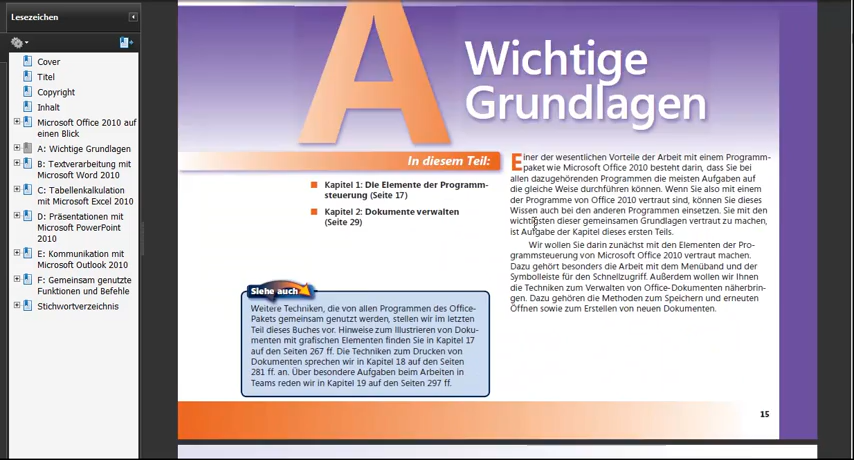 Lesezeichen
Cover
Titel
Copyright
Inhalt
Microsoft Office 2010 auf
einen Blick
A: Wichtige Grundlagen
B: Textverarbeitung mit
Microsoft Word 2010
C: Tabellenkalkulation
mit Microsoft Excel 2010
D: Präsentationen mit
Microsoft PowerPoint
2010
E: Kommunikation mit
Microsoft Outlook 2010
F: Gemeinsam genutzte
Funktionen und Befehle
Stichwortverzeichnis
A
Wichtige
Grundlagen
In diesem Teil:
Kapitel 1: Die Elemente der Programm-
steuerung (Seite 17)
Kapitel 2: Dokumente verwalten
(Seite 29)
Siehe auch
Weitere Techniken, die von allen Programmen des Office-
Pakets gemeinsam genutzt werden, stellen wir im letzten
Teil dieses Buches vor. Hinweise zum Illustrieren von Doku-
menten mit grafischen Elementen finden Sie in Kapitel 17
auf den Seiten 267 ff. Die Techniken zum Drucken von
Dokumenten sprechen wir in Kapitel 18 auf den Seiten
281 ff. an. Über besondere Aufgaben beim Arbeiten in
Teams reden wir in Kapitel 19 auf den Seiten 297 ff.
Einer der wesentlichen Vorteile der Arbeit mit einem Programm-
paket wie Microsoft Office 2010 besteht darin, dass Sie bei
allen dazugehörenden Programmen die meisten Aufgaben auf
die gleiche Weise durchführen können. Wenn Sie also mit einem
der Programme von Office 2010 vertraut sind, können Sie dieses
Wissen auch bei den anderen Programmen einsetzen. Sie mit den
wichtigsten dieser gemeinsamen Grundlagen vertraut zu machen,
ist Aufgabe der Kapitel dieses ersten Teils.
Wir wollen Sie darin zunächst mit den Elementen der Pro-
grammsteuerung von Microsoft Office 2010 vertraut machen.
Dazu gehört besonders die Arbeit mit dem Menüband und der
Symbolleiste für den Schnellzugriff. Außerdem wollen wir Ihnen
die Techniken zum Verwalten von Office-Dokumenten näherbrin-
gen. Dazu gehören die Methoden zum Speichern und erneuten
Öffnen sowie zum Erstellen von neuen Dokumenten.
15